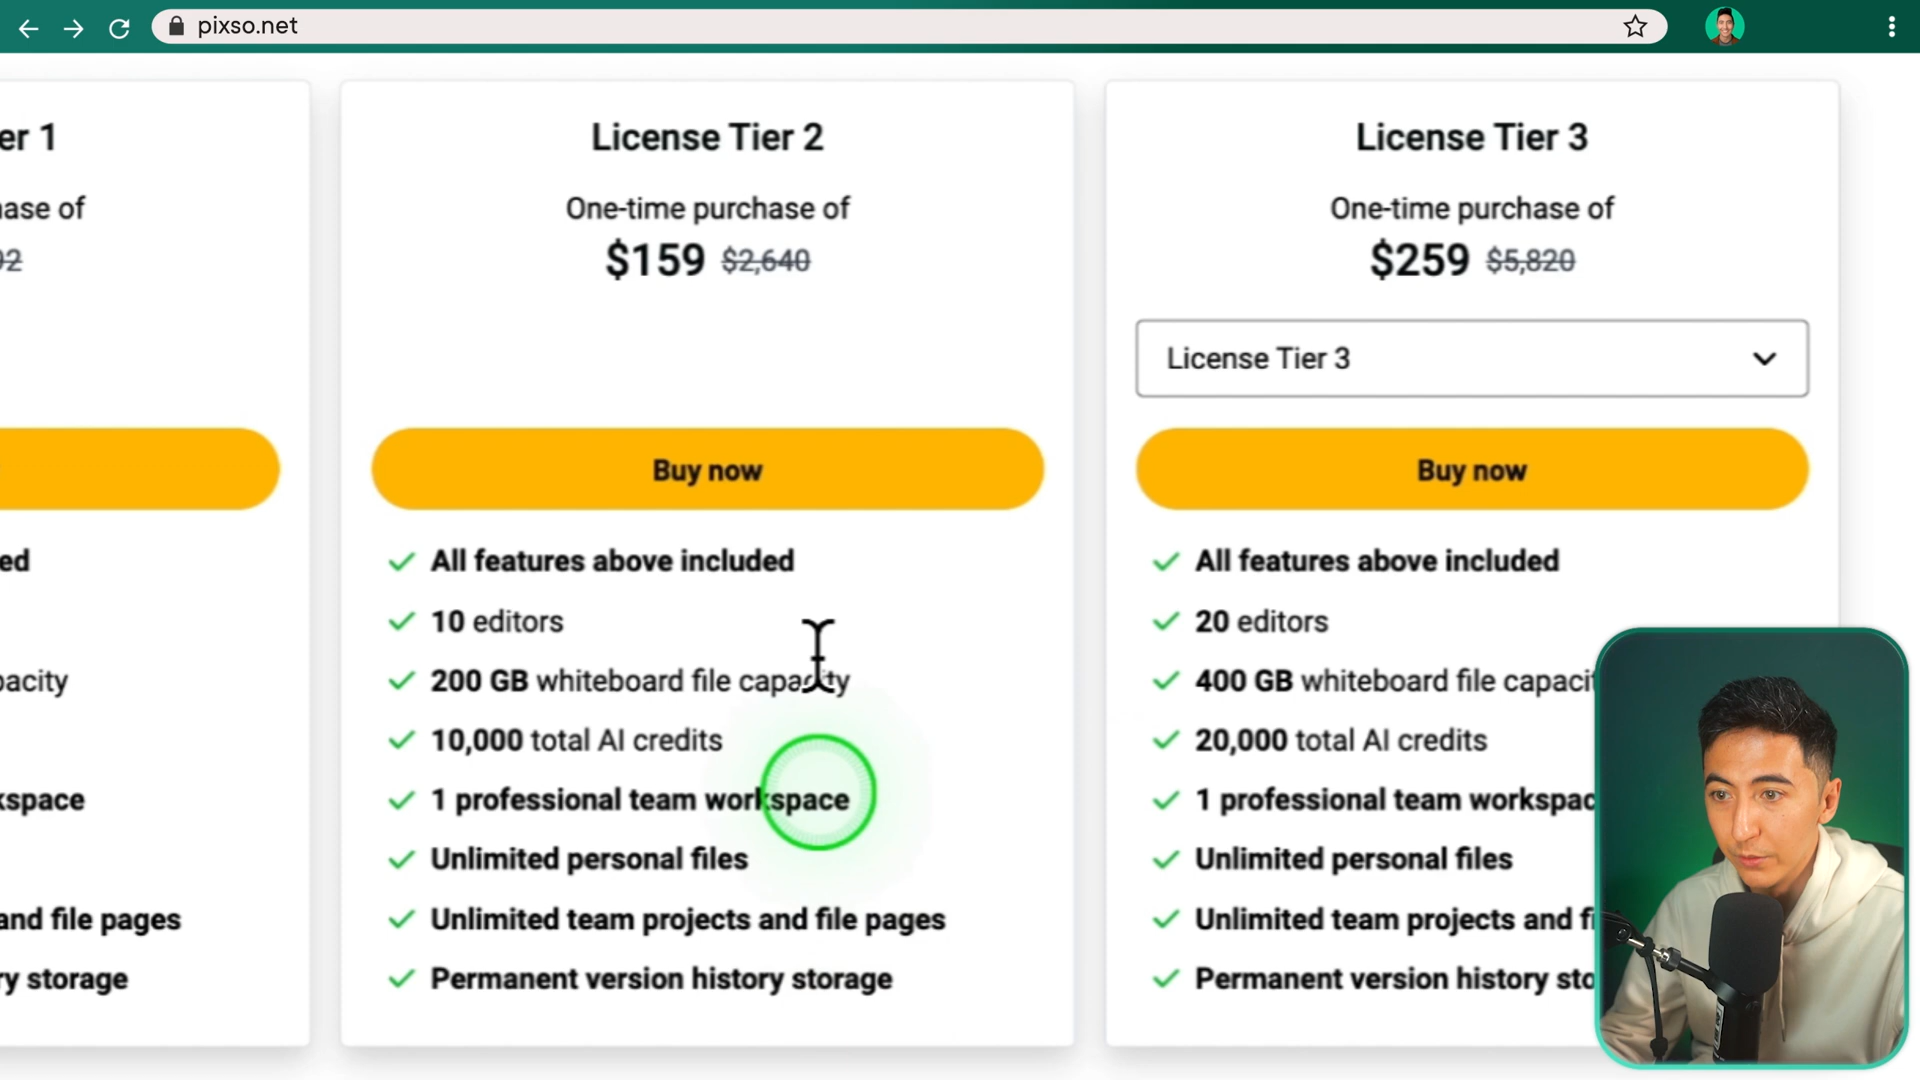 pixso.net
er 1
ase of
92
ed
acity
kspace
and file pages
ry storage
License Tier 2
One-time purchase of
$159 $2,640
Buy now
All features above included
10 editors
200 GB whiteboard file capacity
10,000 total AI credits
1 professional team workspace
Unlimited personal files
Unlimited team projects and file pages
Permanent version history storage
License Tier 3
One-time purchase of
$259 $5,820
License Tier 3
Buy now
All features above included
20 editors
400 GB whiteboard file capacit
20,000 total AI credits
1 professional team workspac
Unlimited personal files
Unlimited team projects and fi
Permanent version history sto